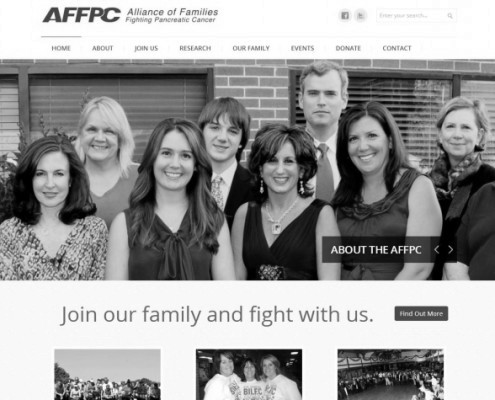 AFFPC Alliance of Families
Fighting Pancreatic Cancer
Enter your search...
HOME ABOUT JOIN US RESEARCH OUR FAMILY EVENTS DONATE CONTACT
ABOUT THE AFFPC
Join our family and fight with us.
Find Out More